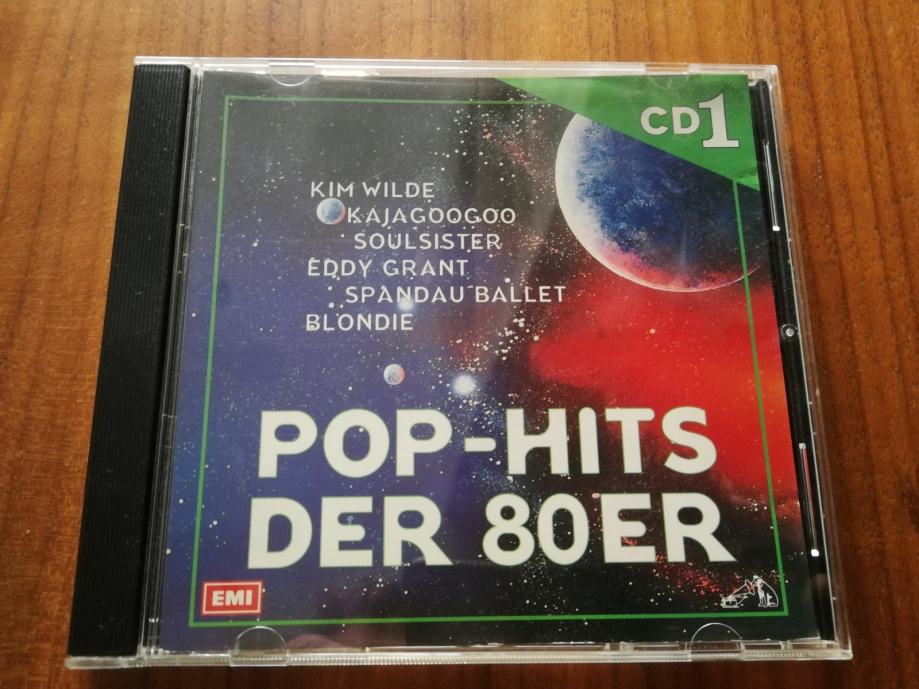 CD1
KIM WILDE
KAJAGOOGOO
SOULSISTER
EDDY GRANT
SPANDAU BALLET
BLONDIE
POP-HITS
DER 80ER
EMI